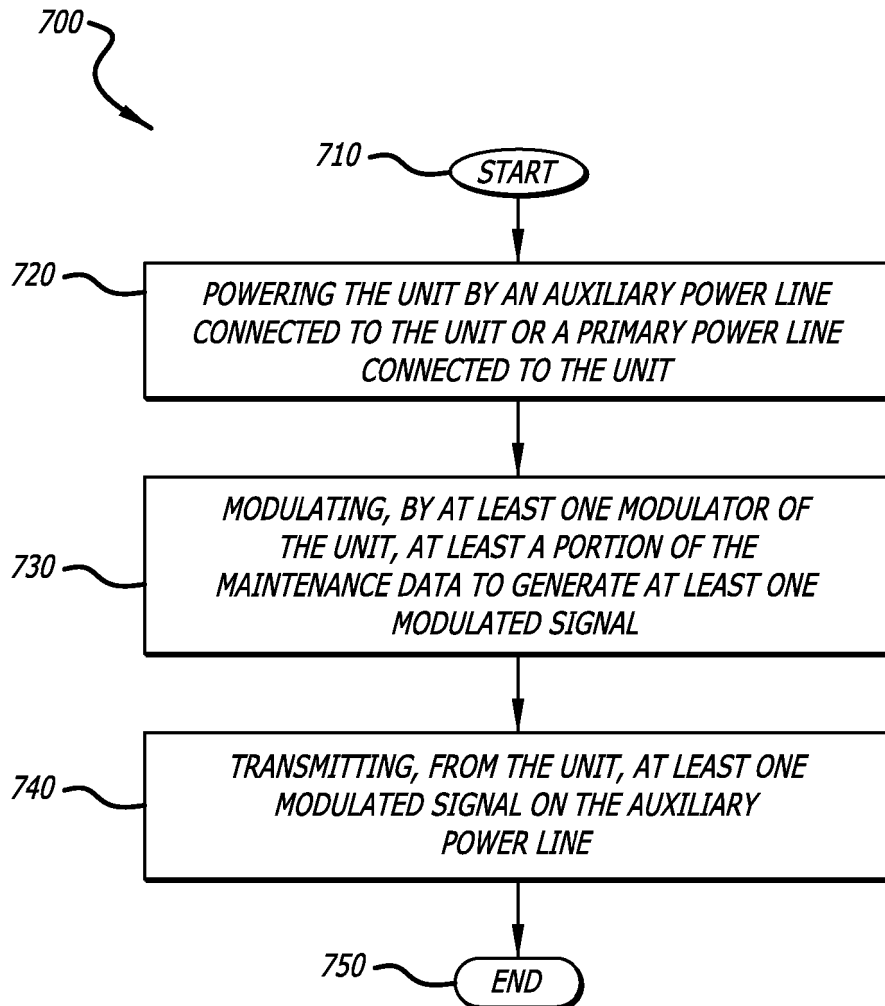 700
710
START
720
POWERING THE UNIT BY AN AUXILIARY POWER LINE
CONNECTED TO THE UNIT OR A PRIMARY POWER LINE
CONNECTED TO THE UNIT
730
MODULATING, BY AT LEAST ONE MODULATOR OF
THE UNIT, AT LEAST A PORTION OF THE
MAINTENANCE DATA TO GENERATE AT LEAST ONE
MODULATED SIGNAL
740
TRANSMITTING, FROM THE UNIT, AT LEAST ONE
MODULATED SIGNAL ON THE AUXILIARY
POWER LINE
750
END